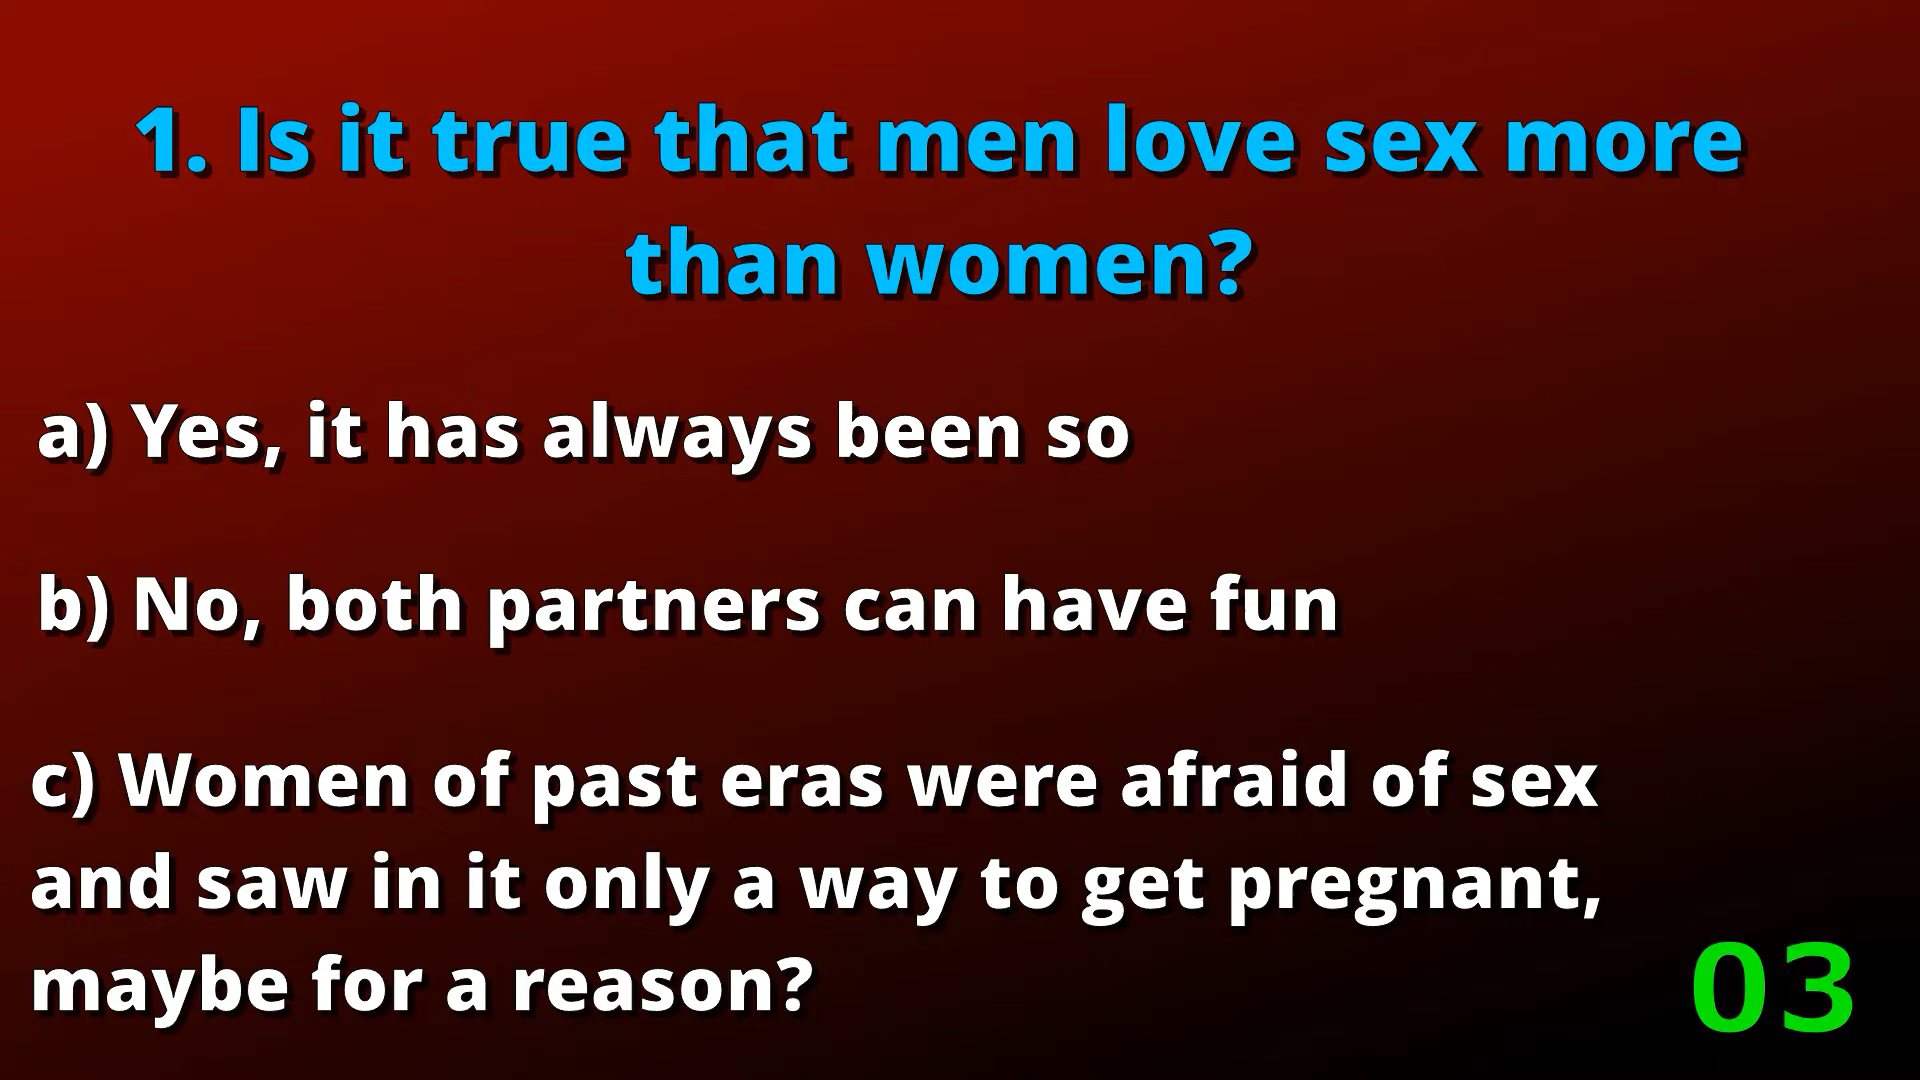 1. Is it true that men love sex more
than women?
a) Yes, it has always been so
b) No, both partners can have fun
c) Women of past eras were afraid of sex
and saw in it only a way to get pregnant,
maybe for a reason?
03